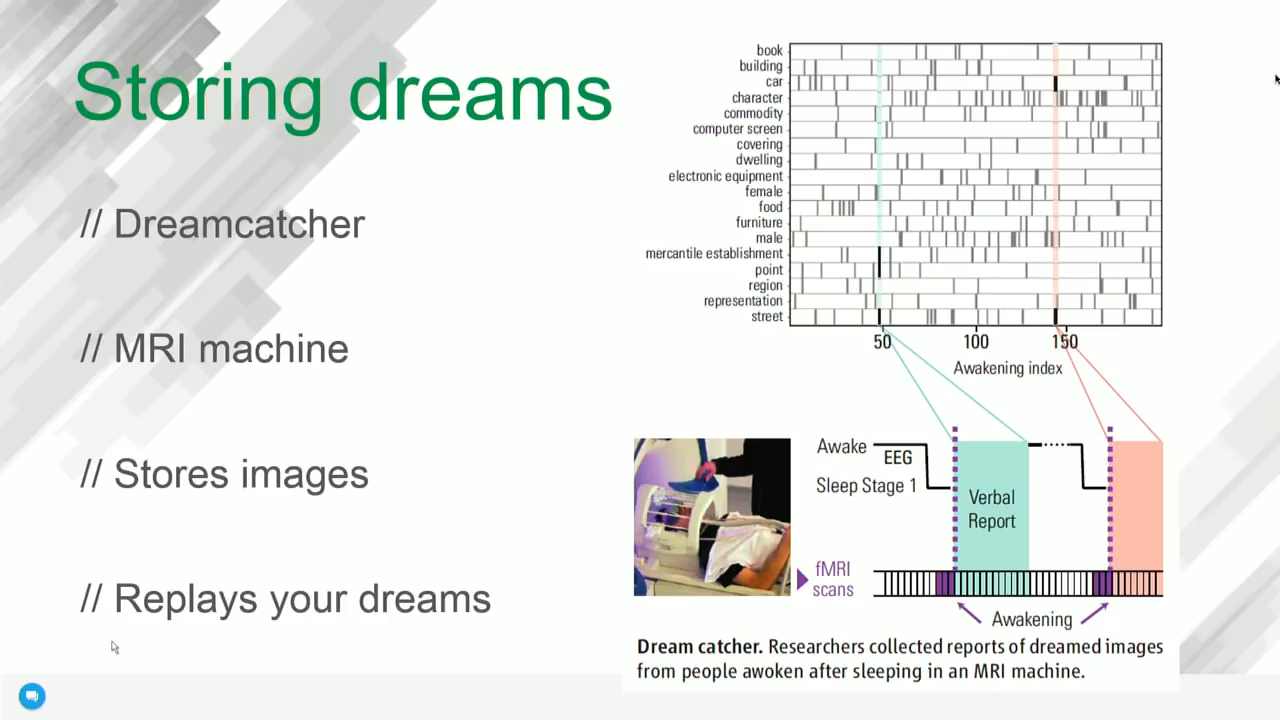 Storing dreams
// Dreamcatcher
// MRI machine
// Stores images
// Replays your dreams
book
building
car
character
commodity
computer screen
covering
dwelling
electronic equipment
female
food
furniture
male
mercantile establishment
point
region
representation
street
50 100 150
Awakening index
Awake
EEG
Sleep Stage 1
Verbal
Report
fMRI
scans
Awakening
Dream catcher. Researchers collected reports of dreamed images
from people awoken after sleeping in an MRI machine.